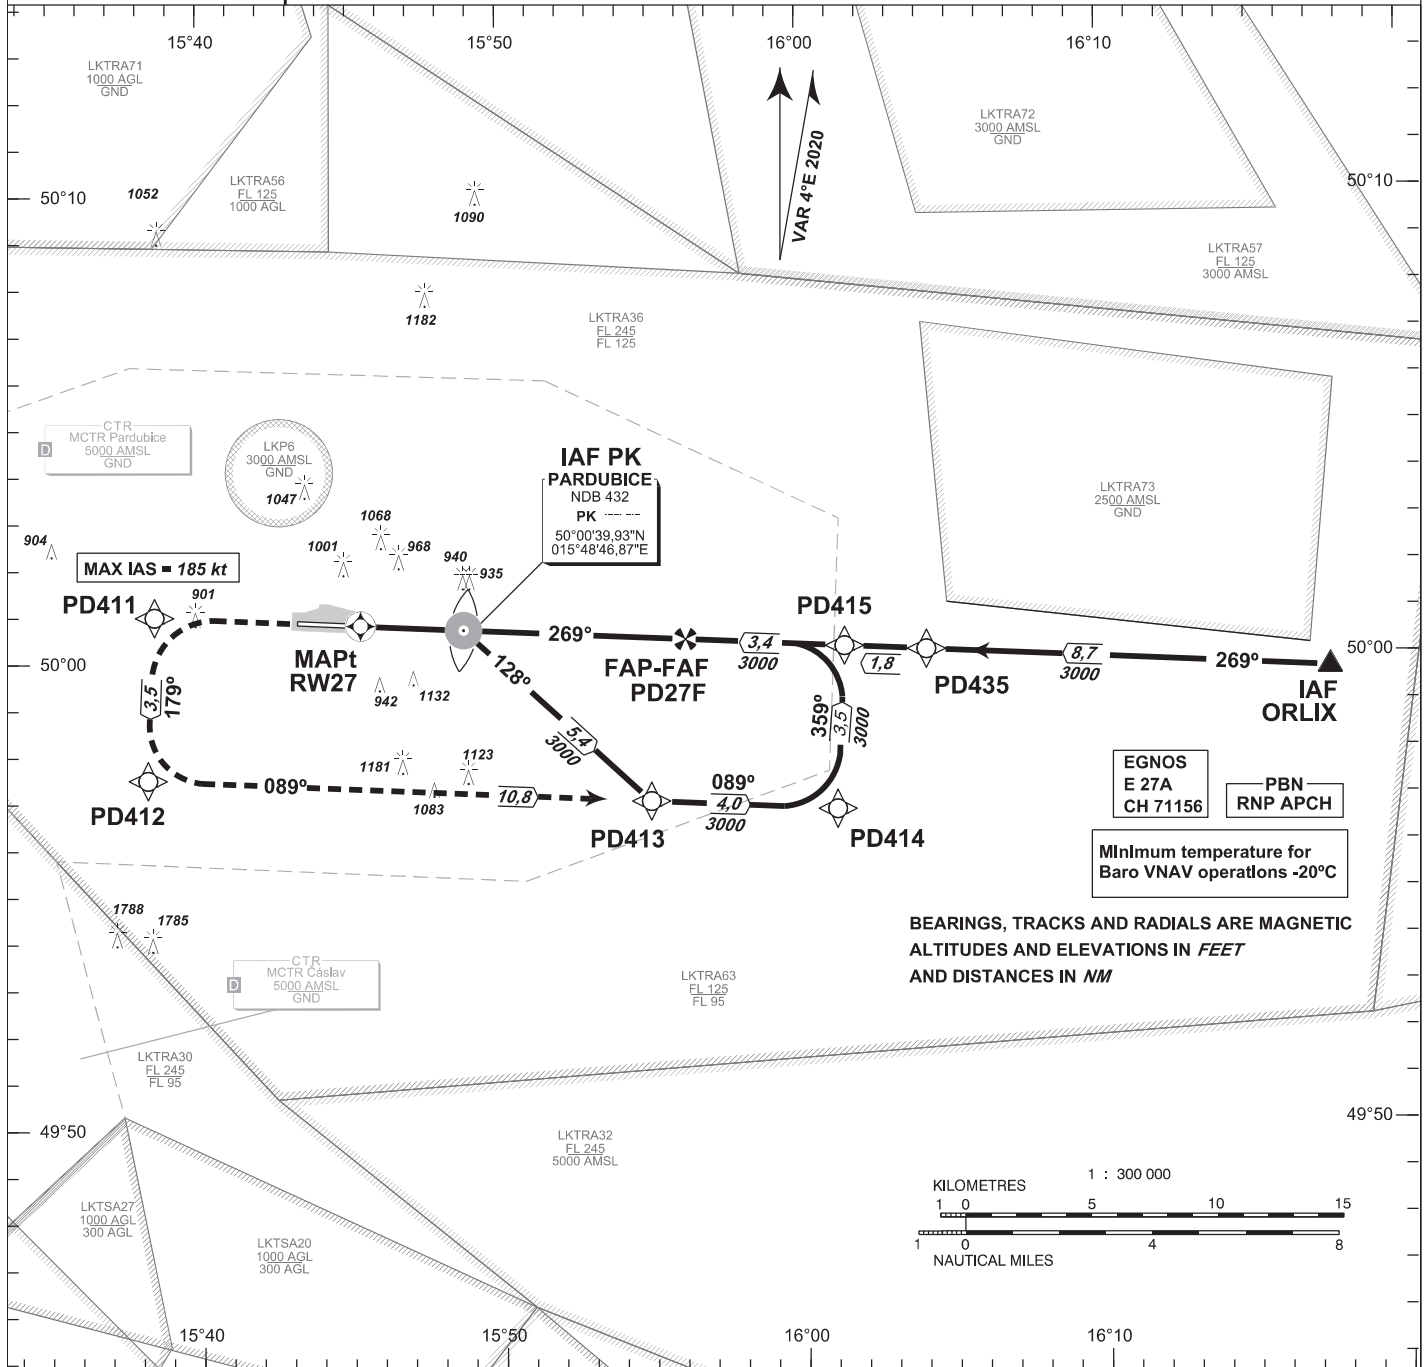 15°40'
15°50'
16°00'
16°10'
LKTRA71
1000 AGL
GND
LKTRA72
3000 AMSL
GND
VAR 4°E 2020
1052
LKTRA56
FL 125
1000 AGL
50°10'
50°10'
1090
LKTRA57
FL 125
3000 AMSL
1182
LKTRA36
FL 245
FL 125
CTR
MCTR Pardubice
5000 AMSL
GND
D
LKP6
3000 AMSL
GND
1047
IAF PK
PARDUBICE
NDB 432
PK
50°00'39,93"N
015°48'46,87"E
LKTRA73
2500 AMSL
GND
904
1068
1001
968
940
935
MAX IAS = 185 kt
901
PD411
PD415
269°
3,4
3000
1,8
8,7
3000
269°
50°00'
50°00'
MAPt
RW27
128°
FAP-FAF
PD27F
PD435
IAF
ORLIX
3,5
179°
942
1132
359°
3,5
3000
5,4
3000
1181
1123
1083
089°
10,8
089°
4,0
3000
PD412
PD413
PD414
EGNOS
E 27A
CH 71156
PBN
RNP APCH
Minimum temperature for
Baro VNAV operations -20°C
1788
1785
BEARINGS, TRACKS AND RADIALS ARE MAGNETIC
ALTITUDES AND ELEVATIONS IN FEET
AND DISTANCES IN NM
CTR
MCTR Čáslav
5000 AMSL
GND
D
LKTRA63
FL 125
FL 95
LKTRA30
FL 245
FL 95
49°50'
49°50'
LKTRA32
FL 245
5000 AMSL
1 : 300 000
KILOMETRES
1 0 5 10 15
1 0 4 8
NAUTICAL MILES
LKTSA27
1000 AGL
300 AGL
LKTSA20
1000 AGL
300 AGL
15°40'
15°50'
16°00'
16°10'